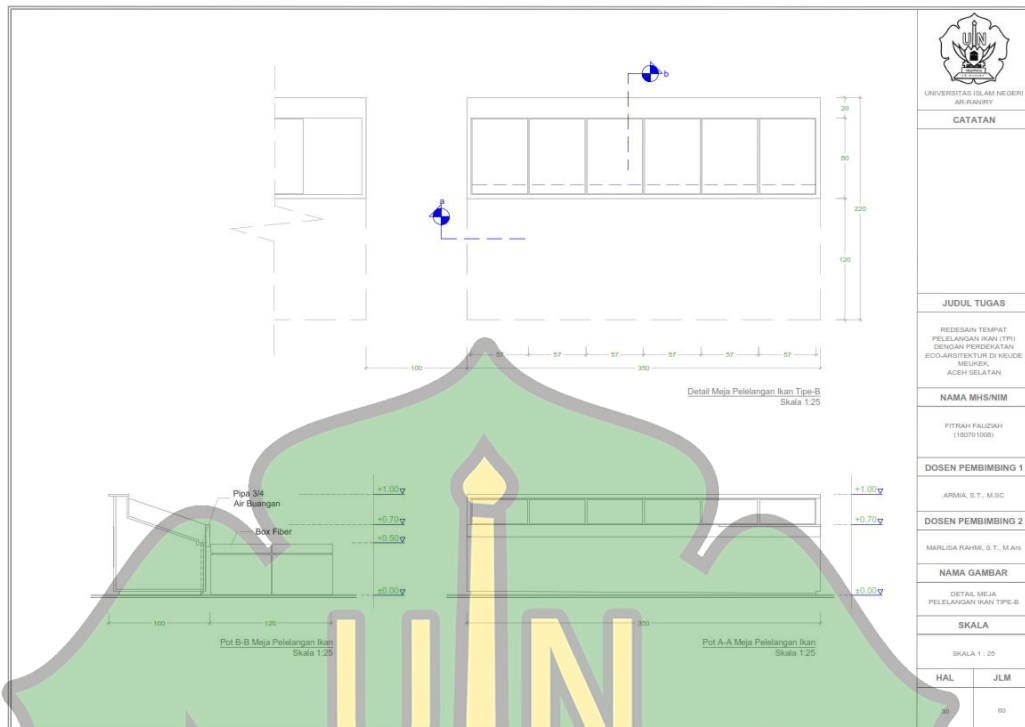 b
20
80
220
a
120
57 57 57 57 57 57
100 350
Detail Meja Pelelangan Ikan Tipe-B
Skala 1:25
Pipa 3/4
Air Buangan
Box Fiber
+1.00
+0.70
+0.50
±0.00
100 120
Pot B-B Meja Pelelangan Ikan
Skala 1:25
+1.00
+0.70
±0.00
350
Pot A-A Meja Pelelangan Ikan
Skala 1:25
UIN
UIN
UNIVERSITAS ISLAM NEGERI
AR-RANIRY
CATATAN
JUDUL TUGAS
REDESAIN TEMPAT
PELELANGAN IKAN (TPI)
DENGAN PERDEKATAN
ECO-ARSITEKTUR DI KEUDE
MEUKEK,
ACEH SELATAN
NAMA MHS/NIM
FITRAH FAUZIAH
DOSEN PEMBIMBING 1
ARMIA, S.T., M.SC
DOSEN PEMBIMBING 2
MARLISA RAHMI, S.T., M.Ars
NAMA GAMBAR
DETAIL MEJA
PELELANGAN IKAN TIPE-B
SKALA
SKALA 1 : 25
HAL JLM
60